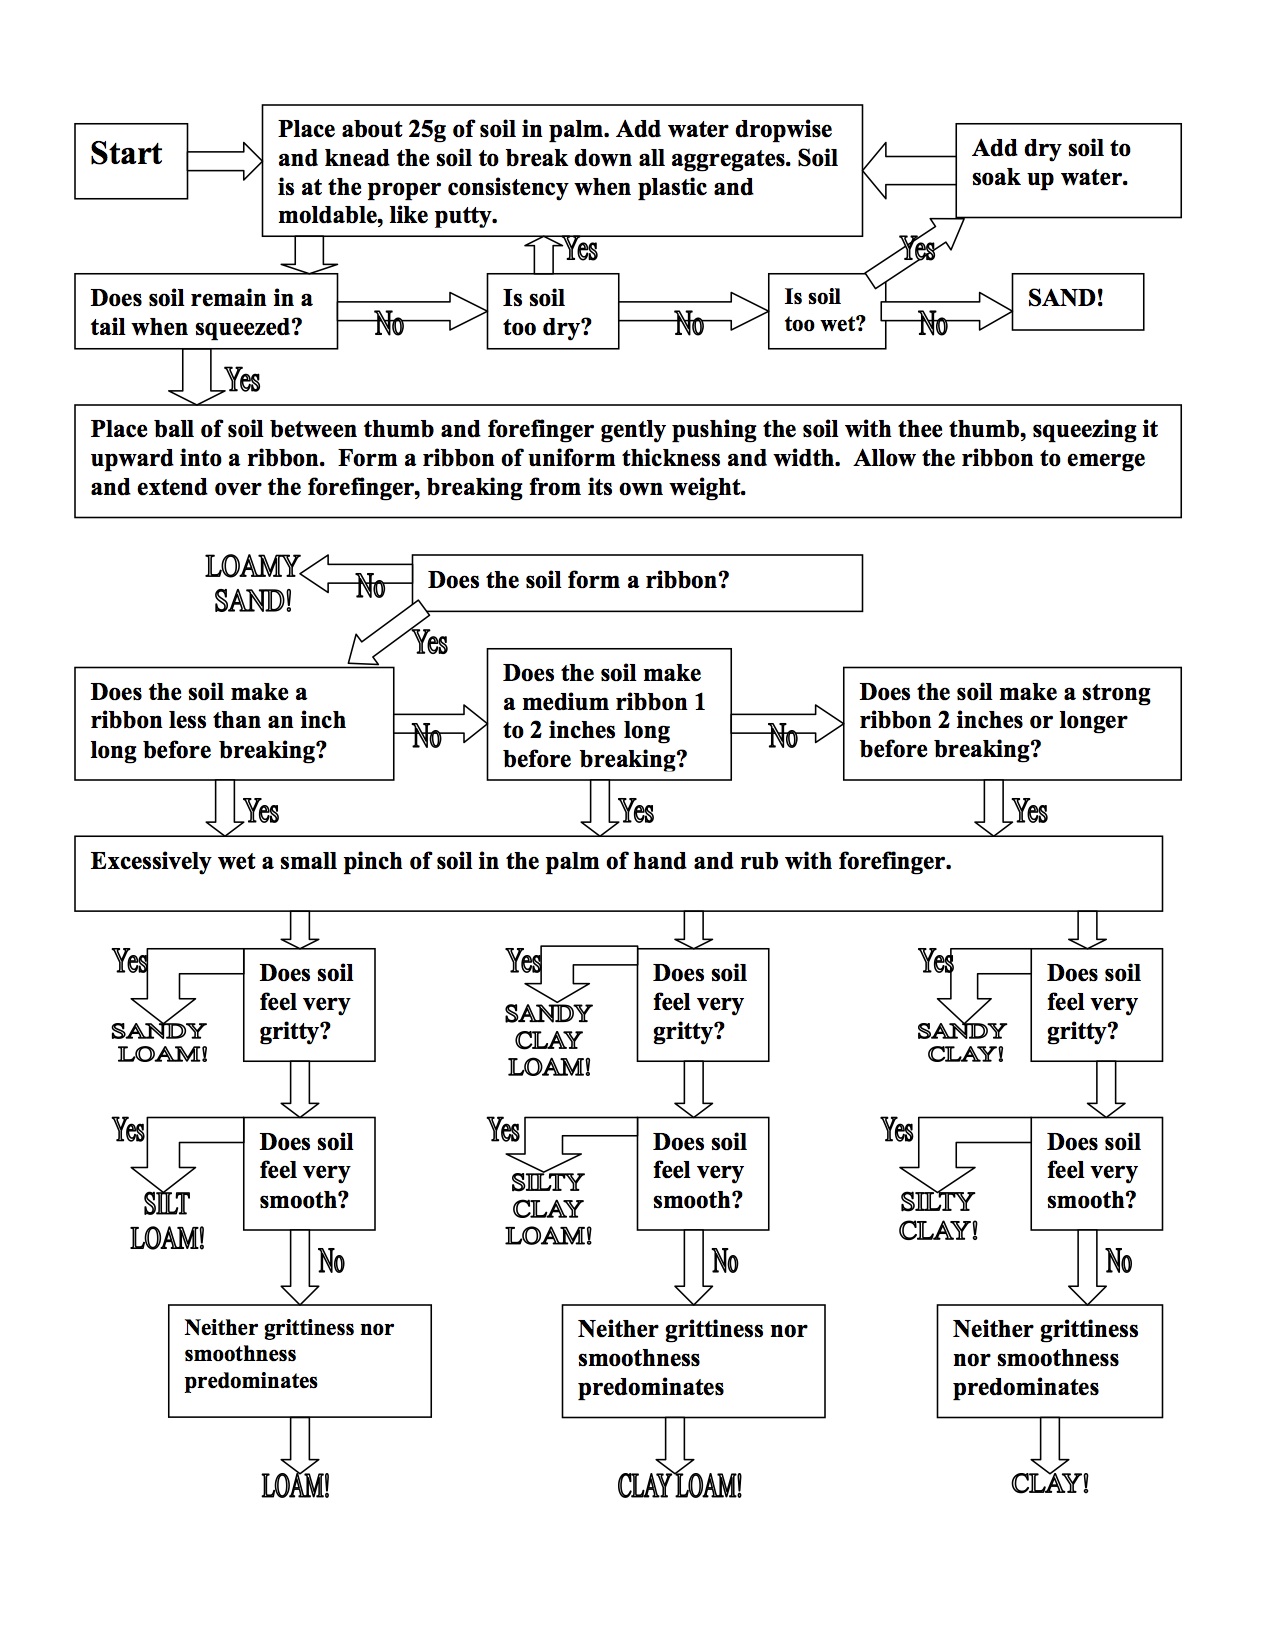 Start
Place about 25g of soil in palm. Add water dropwise
and knead the soil to break down all aggregates. Soil
is at the proper consistency when plastic and
moldable, like putty.
Add dry soil to
soak up water.
Yes
Yes
Does soil remain in a
tail when squeezed?
No
Is soil
too dry?
No
Is soil
too wet?
No
SAND!
Yes
Place ball of soil between thumb and forefinger gently pushing the soil with thee thumb, squeezing it
upward into a ribbon.  Form a ribbon of uniform thickness and width.  Allow the ribbon to emerge
and extend over the forefinger, breaking from its own weight.
LOAMY
SAND!
No
Does the soil form a ribbon?
Yes
Does the soil make a
ribbon less than an inch
long before breaking?
No
Does the soil make
a medium ribbon 1
to 2 inches long
before breaking?
No
Does the soil make a strong
ribbon 2 inches or longer
before breaking?
Yes
Yes
Yes
Excessively wet a small pinch of soil in the palm of hand and rub with forefinger.
Yes
SANDY
LOAM!
Does soil
feel very
gritty?
Yes
SANDY
CLAY
LOAM!
Does soil
feel very
gritty?
Yes
SANDY
CLAY!
Does soil
feel very
gritty?
Yes
SILT
LOAM!
Does soil
feel very
smooth?
Yes
SILTY
CLAY
LOAM!
Does soil
feel very
smooth?
Yes
SILTY
CLAY!
Does soil
feel very
smooth?
No
No
No
Neither grittiness nor
smoothness
predominates
Neither grittiness nor
smoothness
predominates
Neither grittiness
nor smoothness
predominates
LOAM!
CLAY LOAM!
CLAY!